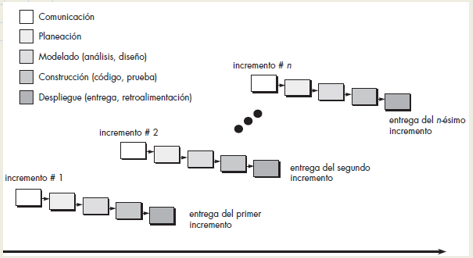 Comunicación
Planeación
Modelado (análisis, diseño)
Construcción (código, prueba)
Despliegue (entrega, retroalimentación)
incremento # n
entrega del n-ésimo
incremento
incremento # 2
entrega del segundo
incremento
incremento # 1
entrega del primer
incremento